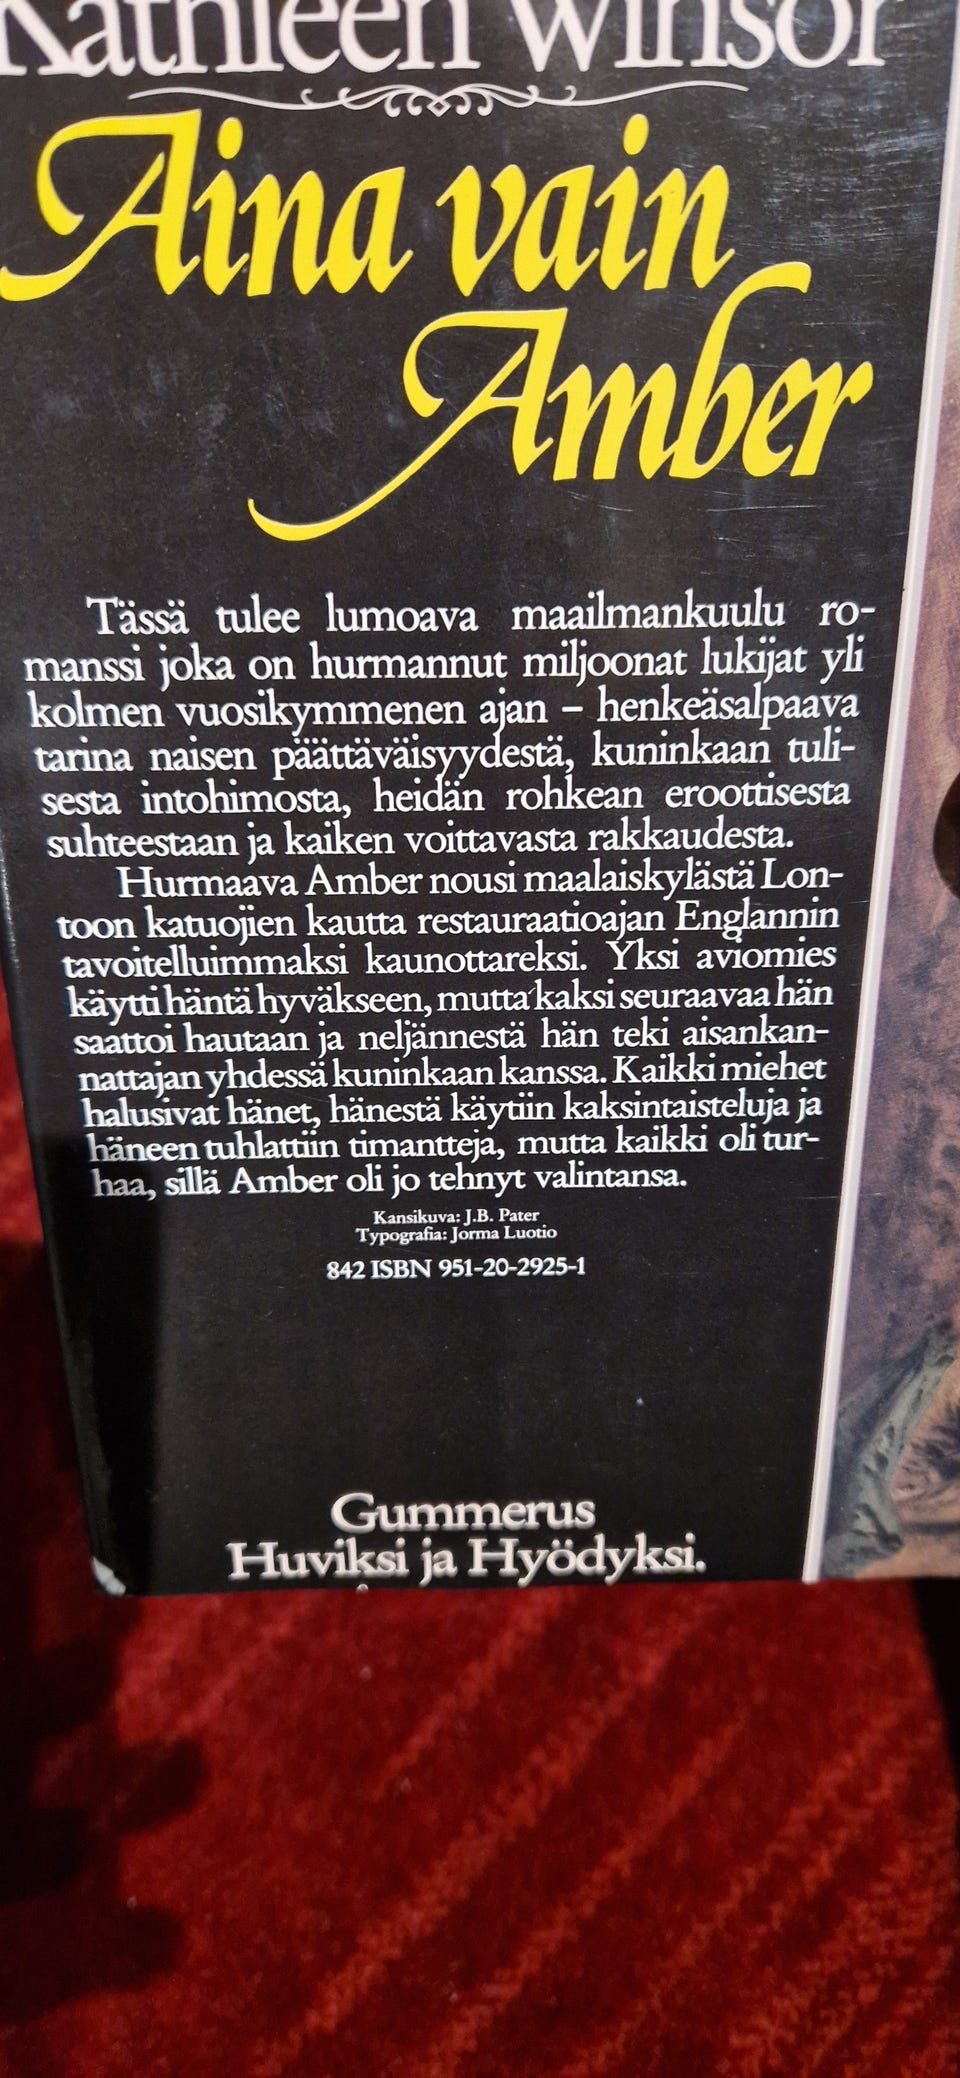 Kathleen Winsor
Aina vain
Amber
Tässä tulee lumoava maailmankuulu ro-
manssi joka on hurmannut miljoonat lukijat yli
kolmen vuosikymmenen ajan – henkeäsalpaava
tarina naisen päättäväisyydestä, kuninkaan tuli-
sesta intohimosta, heidän rohkean eroottisesta
suhteestaan ja kaiken voittavasta rakkaudesta.
Hurmaava Amber nousi maalaiskylästä Lon-
toon katuojien kautta restauraatioajan Englannin
tavoitelluimmaksi kaunottareksi. Yksi aviomies
käytti häntä hyväkseen, mutta kaksi seuraavaa hän
saattoi hautaan ja neljännestä hän teki aisankan-
nattajan yhdessä kuninkaan kanssa. Kaikki miehet
halusivat hänet, hänestä käytiin kaksintaisteluja ja
häneen tuhlattiin timantteja, mutta kaikki oli tur-
haa, sillä Amber oli jo tehnyt valintansa.
Kansikuva: J.B. Pater
Typografia: Jorma Luotio
842 ISBN 951-20-2925-1
Gummerus
Huviksi ja Hyödyksi.